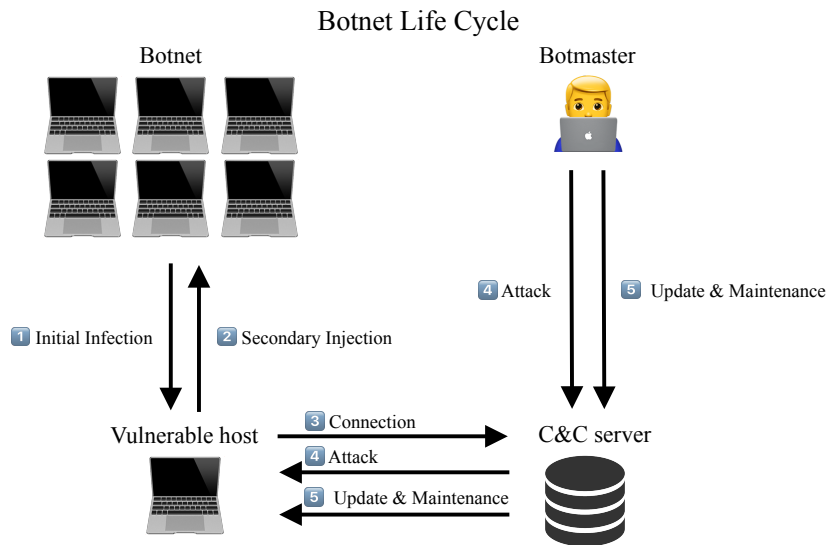 Botnet Life Cycle
Botnet
Botmaster
4 Attack
5 Update & Maintenance
1 Initial Infection
2 Secondary Injection
Vulnerable host
3 Connection
C&C server
4 Attack
5 Update & Maintenance